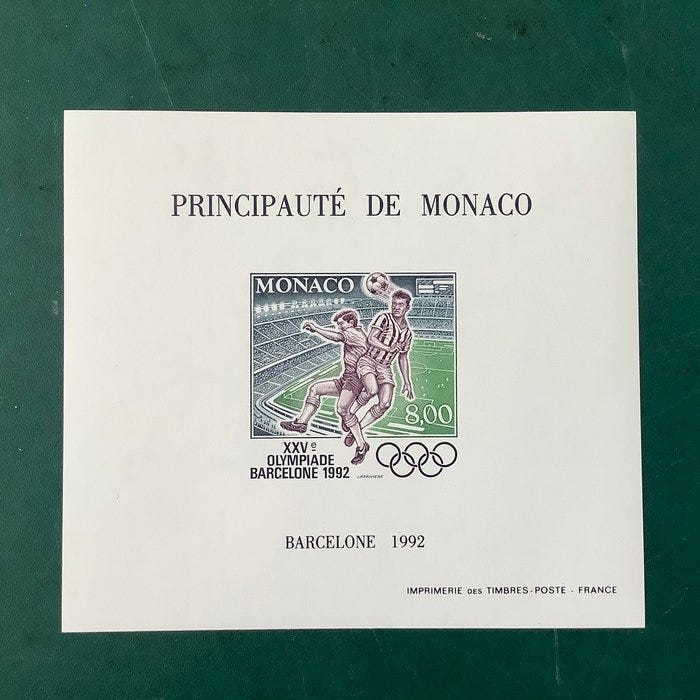 PRINCIPAUTÉ DE MONACO
MONACO
8,00
XXVe
OLYMPIADE
BARCELONE 1992
LARRIVIERE
BARCELONE 1992
IMPRIMERIE DES TIMBRES-POSTE - FRANCE